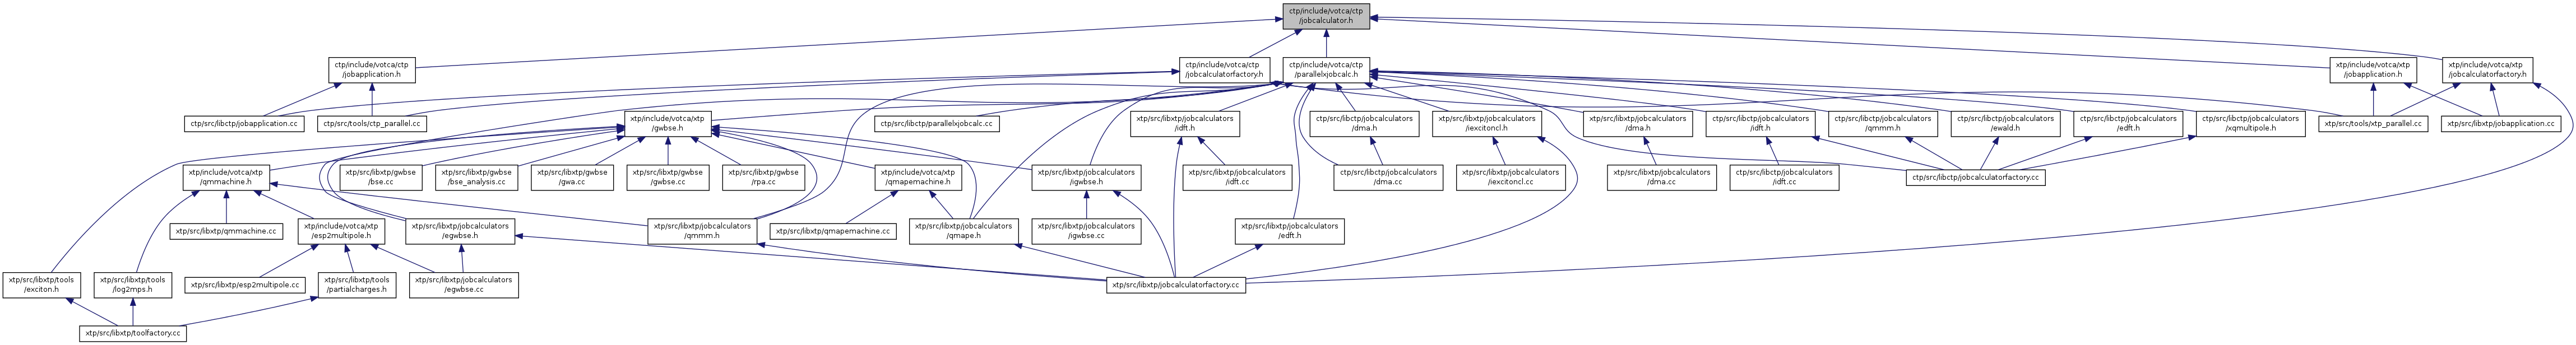 ctp/include/votca/ctp
/jobcalculator.h
ctp/include/votca/ctp
/jobapplication.h
ctp/include/votca/ctp
/jobcalculatorfactory.h
ctp/include/votca/ctp
/parallelxjobcalc.h
xtp/include/votca/xtp
/jobapplication.h
xtp/include/votca/xtp
/jobcalculatorfactory.h
ctp/src/libctp/jobapplication.cc
ctp/src/tools/ctp_parallel.cc
xtp/include/votca/xtp
/gwbse.h
ctp/src/libctp/parallelxjobcalc.cc
xtp/src/libxtp/jobcalculators
/idft.h
ctp/src/libctp/jobcalculators
/dma.h
xtp/src/libxtp/jobcalculators
/iexcitoncl.h
xtp/src/libxtp/jobcalculators
/dma.h
ctp/src/libctp/jobcalculators
/idft.h
ctp/src/libctp/jobcalculators
/qmmm.h
ctp/src/libctp/jobcalculators
/ewald.h
ctp/src/libctp/jobcalculators
/edft.h
ctp/src/libctp/jobcalculators
/xqmultipole.h
xtp/src/tools/xtp_parallel.cc
xtp/src/libxtp/jobapplication.cc
xtp/include/votca/xtp
/qmmachine.h
xtp/src/libxtp/gwbse
/bse.cc
xtp/src/libxtp/gwbse
/bse_analysis.cc
xtp/src/libxtp/gwbse
/gwa.cc
xtp/src/libxtp/gwbse
/gwbse.cc
xtp/src/libxtp/gwbse
/rpa.cc
xtp/include/votca/xtp
/qmapemachine.h
xtp/src/libxtp/jobcalculators
/igwbse.h
xtp/src/libxtp/jobcalculators
/idft.cc
ctp/src/libctp/jobcalculators
/dma.cc
xtp/src/libxtp/jobcalculators
/iexcitoncl.cc
xtp/src/libxtp/jobcalculators
/dma.cc
ctp/src/libctp/jobcalculators
/idft.cc
ctp/src/libctp/jobcalculatorfactory.cc
xtp/src/libxtp/qmmachine.cc
xtp/include/votca/xtp
/esp2multipole.h
xtp/src/libxtp/jobcalculators
/egwbse.h
xtp/src/libxtp/jobcalculators
/qmmm.h
xtp/src/libxtp/qmapemachine.cc
xtp/src/libxtp/jobcalculators
/qmape.h
xtp/src/libxtp/jobcalculators
/igwbse.cc
xtp/src/libxtp/jobcalculators
/edft.h
xtp/src/libxtp/tools
/exciton.h
xtp/src/libxtp/tools
/log2mps.h
xtp/src/libxtp/esp2multipole.cc
xtp/src/libxtp/tools
/partialcharges.h
xtp/src/libxtp/jobcalculators
/egwbse.cc
xtp/src/libxtp/jobcalculatorfactory.cc
xtp/src/libxtp/toolfactory.cc